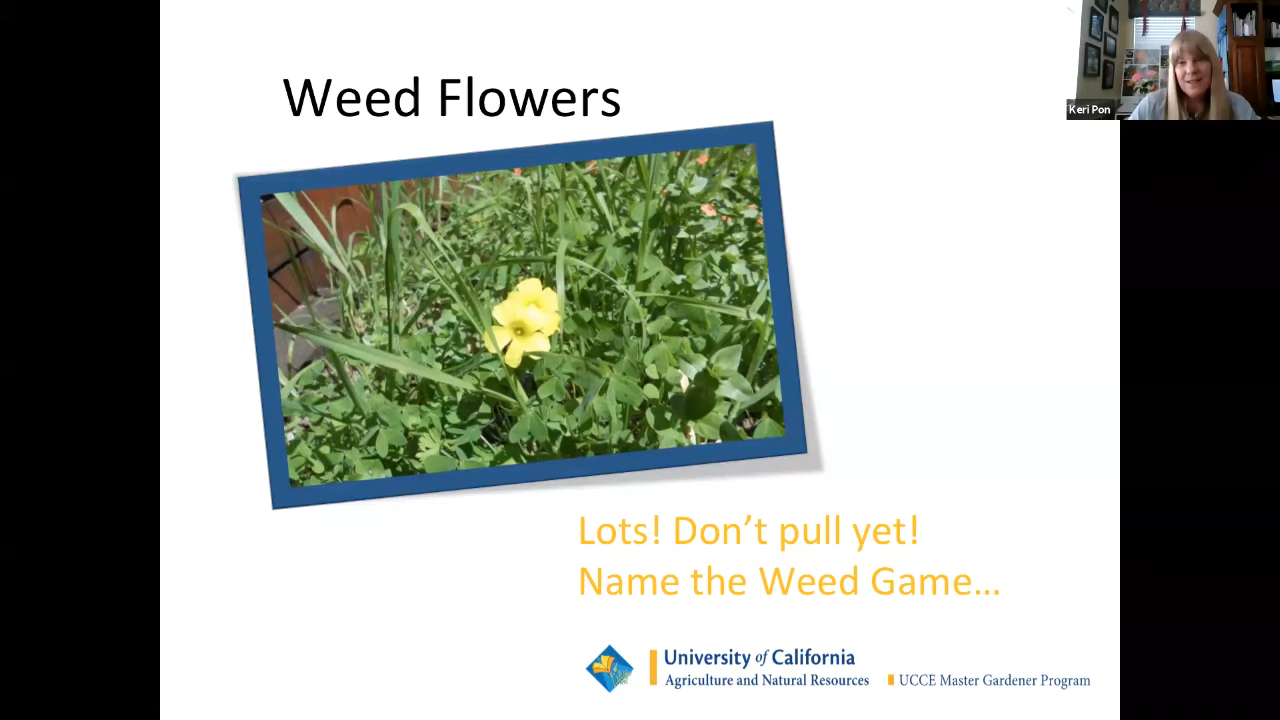 Weed Flowers
Keri Pon
Lots! Don’t pull yet!
Name the Weed Game…
University of California
Agriculture and Natural Resources
UCCE Master Gardener Program